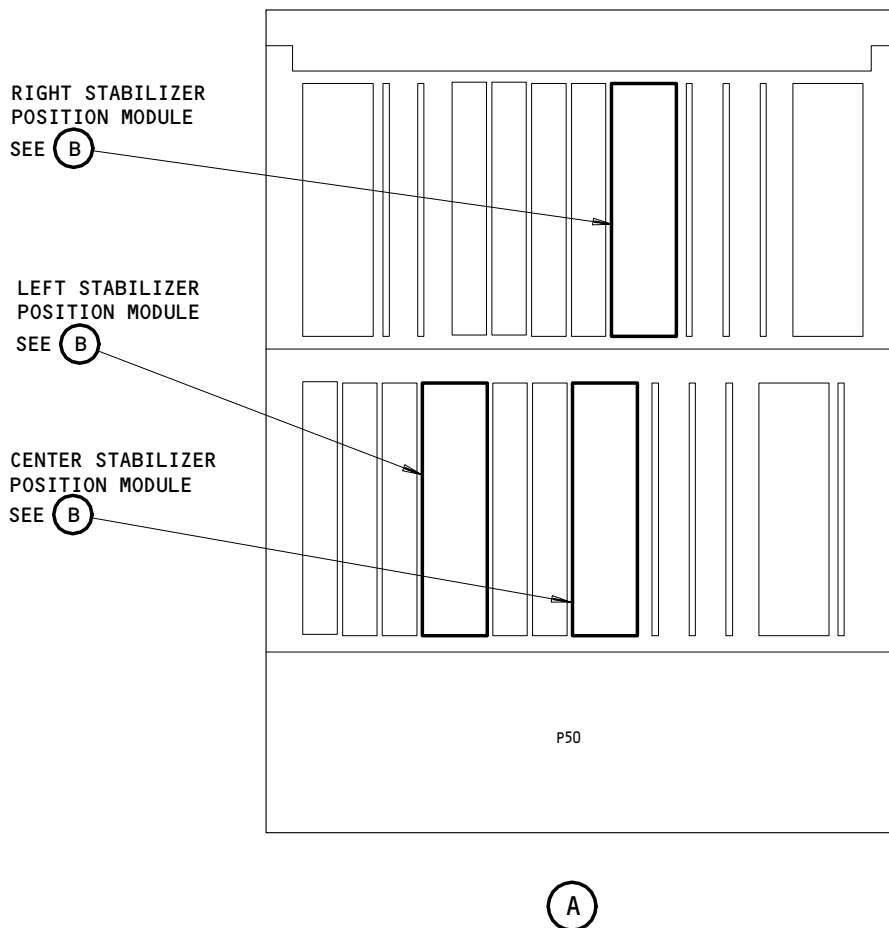 RIGHT STABILIZER
POSITION MODULE
SEE B
LEFT STABILIZER
POSITION MODULE
SEE B
CENTER STABILIZER
POSITION MODULE
SEE B
P50
A